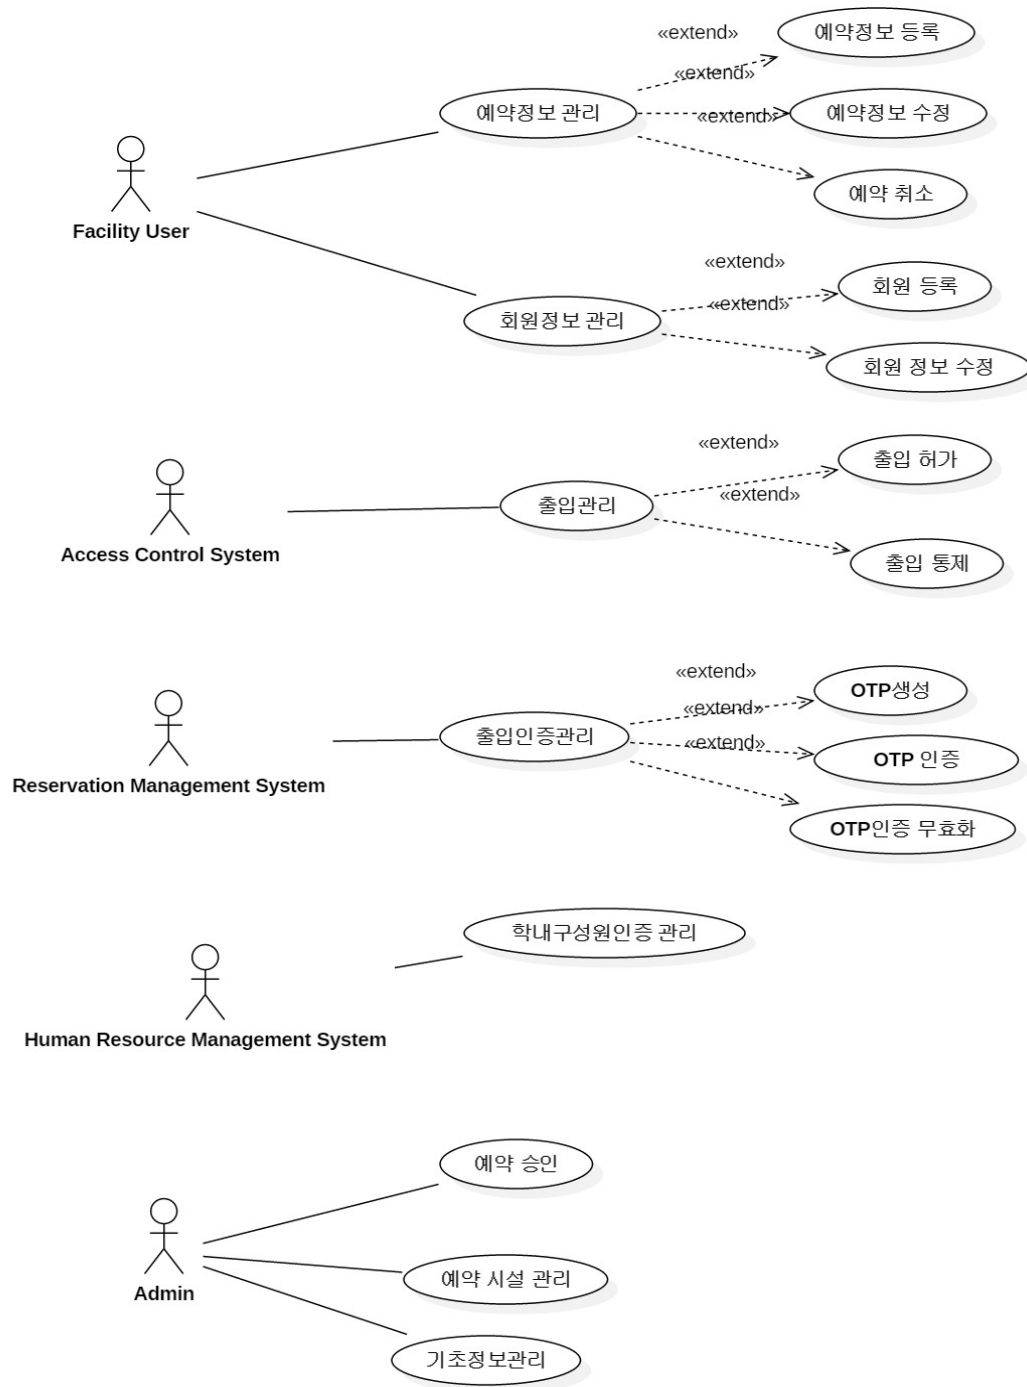 «extend»
예약정보 등록
«extend»
예약정보 관리
«extend»
예약정보 수정
예약 취소
Facility User
«extend»
회원 등록
«extend»
회원정보 관리
회원 정보 수정
«extend»
출입 허가
«extend»
출입관리
Access Control System
출입 통제
«extend»
OTP생성
«extend»
출입인증관리
«extend»
OTP 인증
Reservation Management System
OTP인증 무효화
학내구성원인증 관리
Human Resource Management System
예약 승인
예약 시설 관리
Admin
기초정보관리